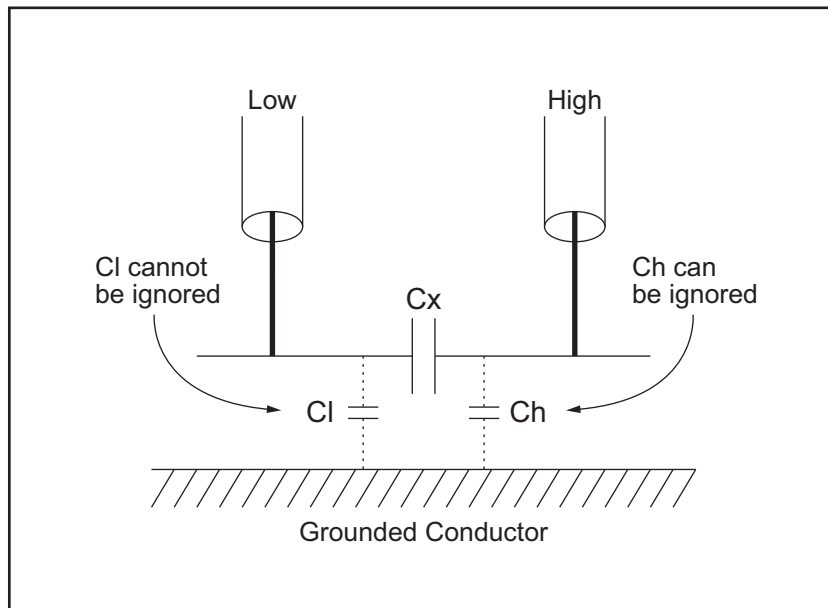 Low
High
Cl cannot
be ignored
Ch can
be ignored
Cx
Cl
Ch
Grounded Conductor